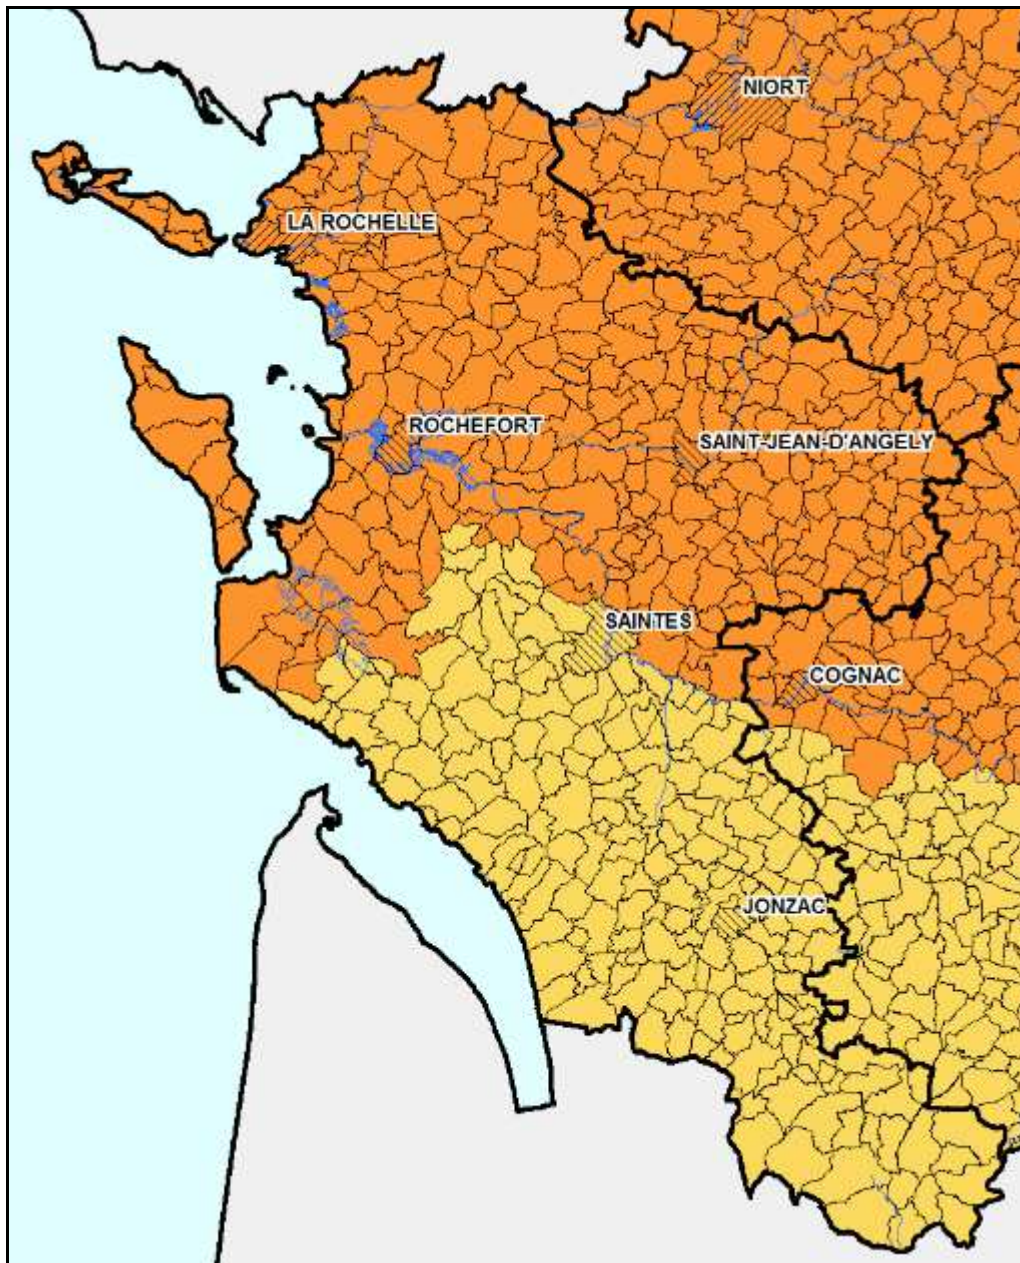 NIORT
LA ROCHELLE
ROCHEFORT
SAINT-JEAN-D'ANGELY
SAINTES
COGNAC
JONZAC